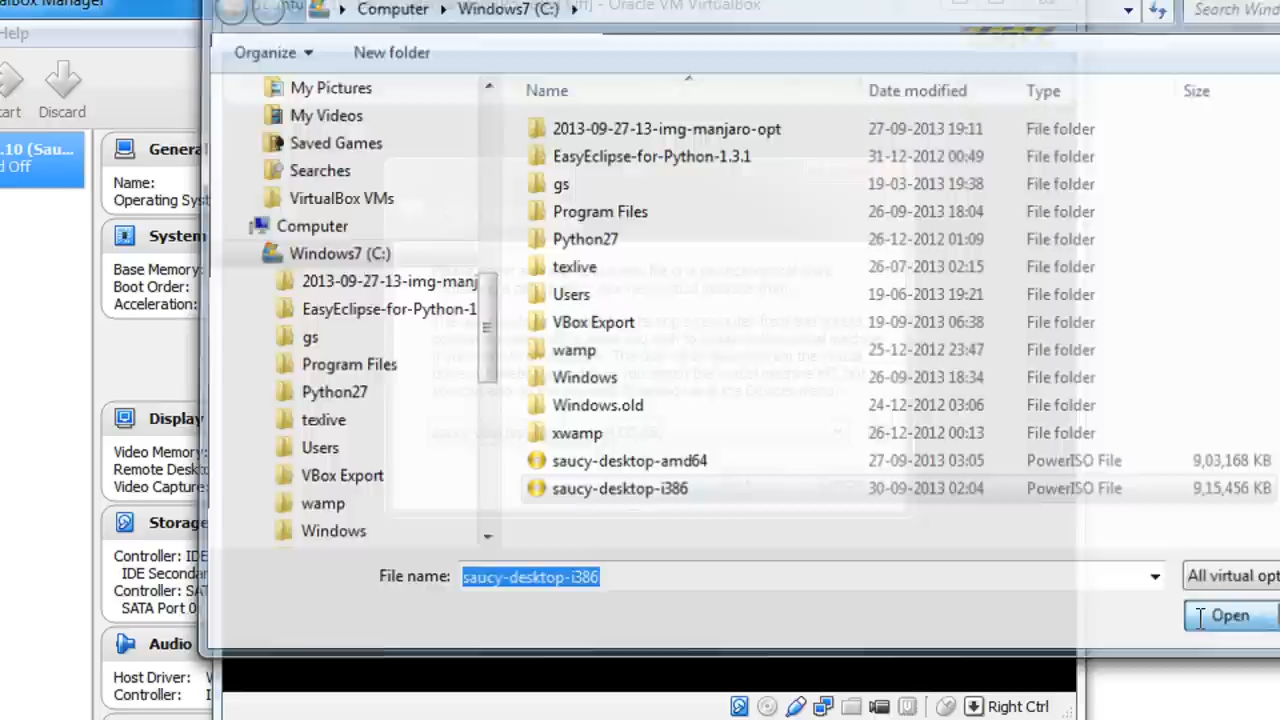 Manager
- Oracle VM VirtualBox
Computer
Windows7 (C:)
Search Wind
Help
Organize
New folder
art
Discard
.10 (Sau...
d Off
Genera
Name:
Operating Syst
System
Base Memory:
Boot Order:
Acceleration:
Display
Video Memory:
Remote Deskto
Video Capture:
Storage
Controller: IDE
IDE Seconda
Controller: SAT
SATA Port 0
Audio
Host Driver: W
Controller: I
My Pictures
My Videos
Saved Games
Searches
VirtualBox VMs
Computer
Windows7 (C:)
2013-09-27-13-img-manj
EasyEclipse-for-Python-1
gs
Program Files
Python27
texlive
Users
VBox Export
wamp
Windows
Name Date modified Type Size
2013-09-27-13-img-manjaro-opt 27-09-2013 19:11 File folder
EasyEclipse-for-Python-1.3.1 31-12-2012 00:49 File folder
gs 19-03-2013 19:38 File folder
Program Files 26-09-2013 18:04 File folder
Python27 26-12-2012 01:09 File folder
texlive 26-07-2013 02:15 File folder
Users 19-06-2013 19:21 File folder
VBox Export 19-09-2013 06:38 File folder
wamp 25-12-2012 23:47 File folder
Windows 26-09-2013 18:34 File folder
Windows.old 24-12-2012 03:06 File folder
xwamp 26-12-2012 00:13 File folder
saucy-desktop-amd64 27-09-2013 03:05 PowerISO File 9,03,168 KB
saucy-desktop-i386 30-09-2013 02:04 PowerISO File 9,15,456 KB
File name: saucy-desktop-i386
All virtual opt
Open
Right Ctrl